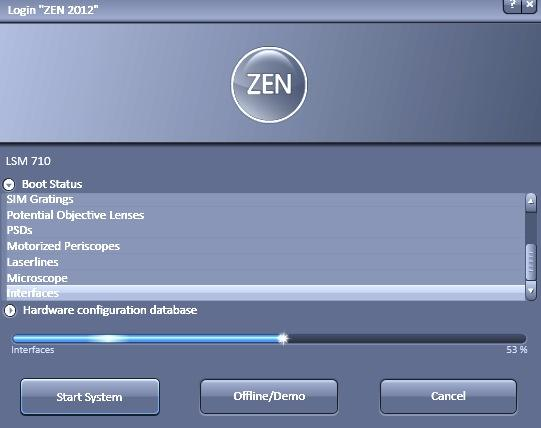 Login "ZEN 2012"
? ×
ZEN
LSM 710
Boot Status
SIM Gratings
Potential Objective Lenses
PSDs
Motorized Periscopes
Laserlines
Microscope
Interfaces
Hardware configuration database
Interfaces 53 %
Start System Offline/Demo Cancel